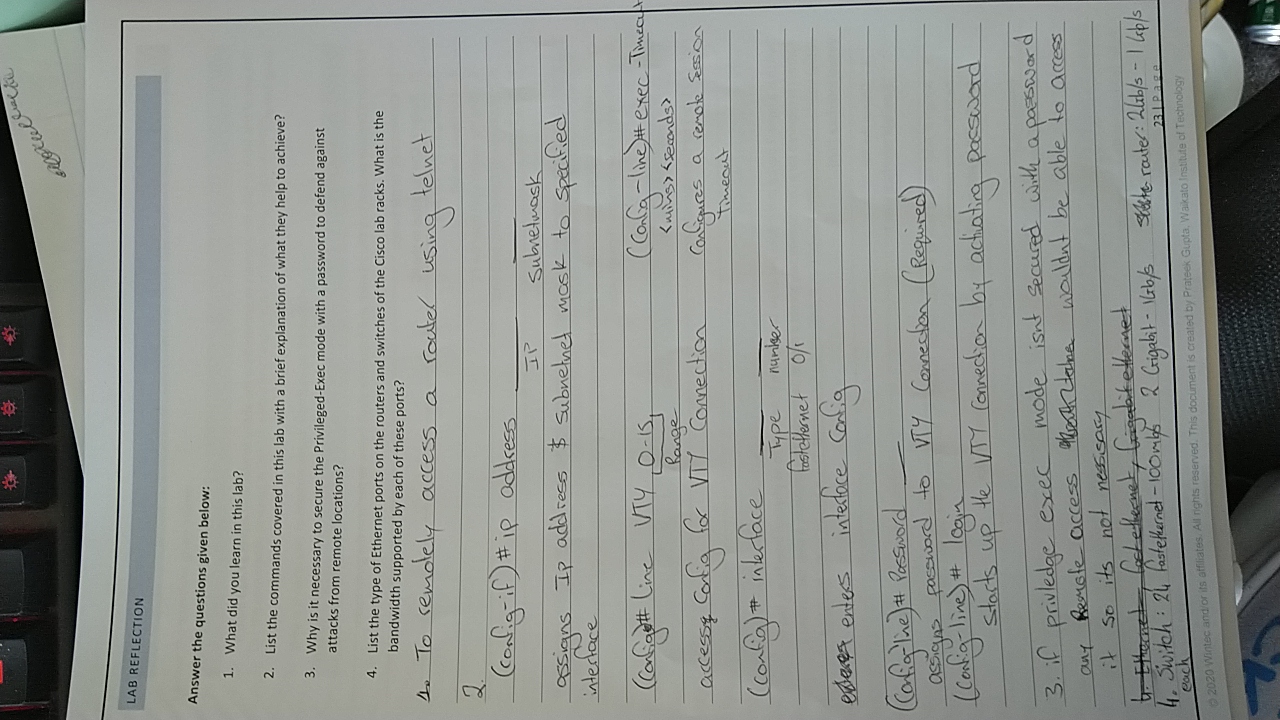 LAB REFLECTION
Answer the questions given below:
1. What did you learn in this lab?
2. List the commands covered in this lab with a brief explanation of what they help to achieve?
3. Why is it necessary to secure the Privileged-Exec mode with a password to defend against
attacks from remote locations?
4. List the type of Ethernet ports on the routers and switches of the Cisco lab racks. What is the
bandwidth supported by each of these ports?
1. To remotely access a router using telnet
2.
(config-if)# ip address
IP subnetmask
assigns IP address $ subnetnet mask to specified
interface
(config)# line VTY 0-15
Range
access config for VTY connection
(config-line)# exec-Timeout
<mins> <seconds>
configures a remote session
timeout
(config)# interface
Type number
fastethernet 0/1
enters interface config
(config-line)# Password
assigns password to VTY connection (Required)
(config-line)# login
starts up the VTY connection by activating password
3. if priviledge exec mode isnt secured with a password
any Remote access wouldnt be able to access
it so its not nessicary
4. Switch: 24 fastethernet - 100mbps 2 Gigabit - 1Gb/s router: 2Gb/s - 1Gb/s
each
23 | Page
© 2020 Wintec and/or its affiliates. All rights reserved. This document is created by Prateek Gupta, Waikato Institute of Technology